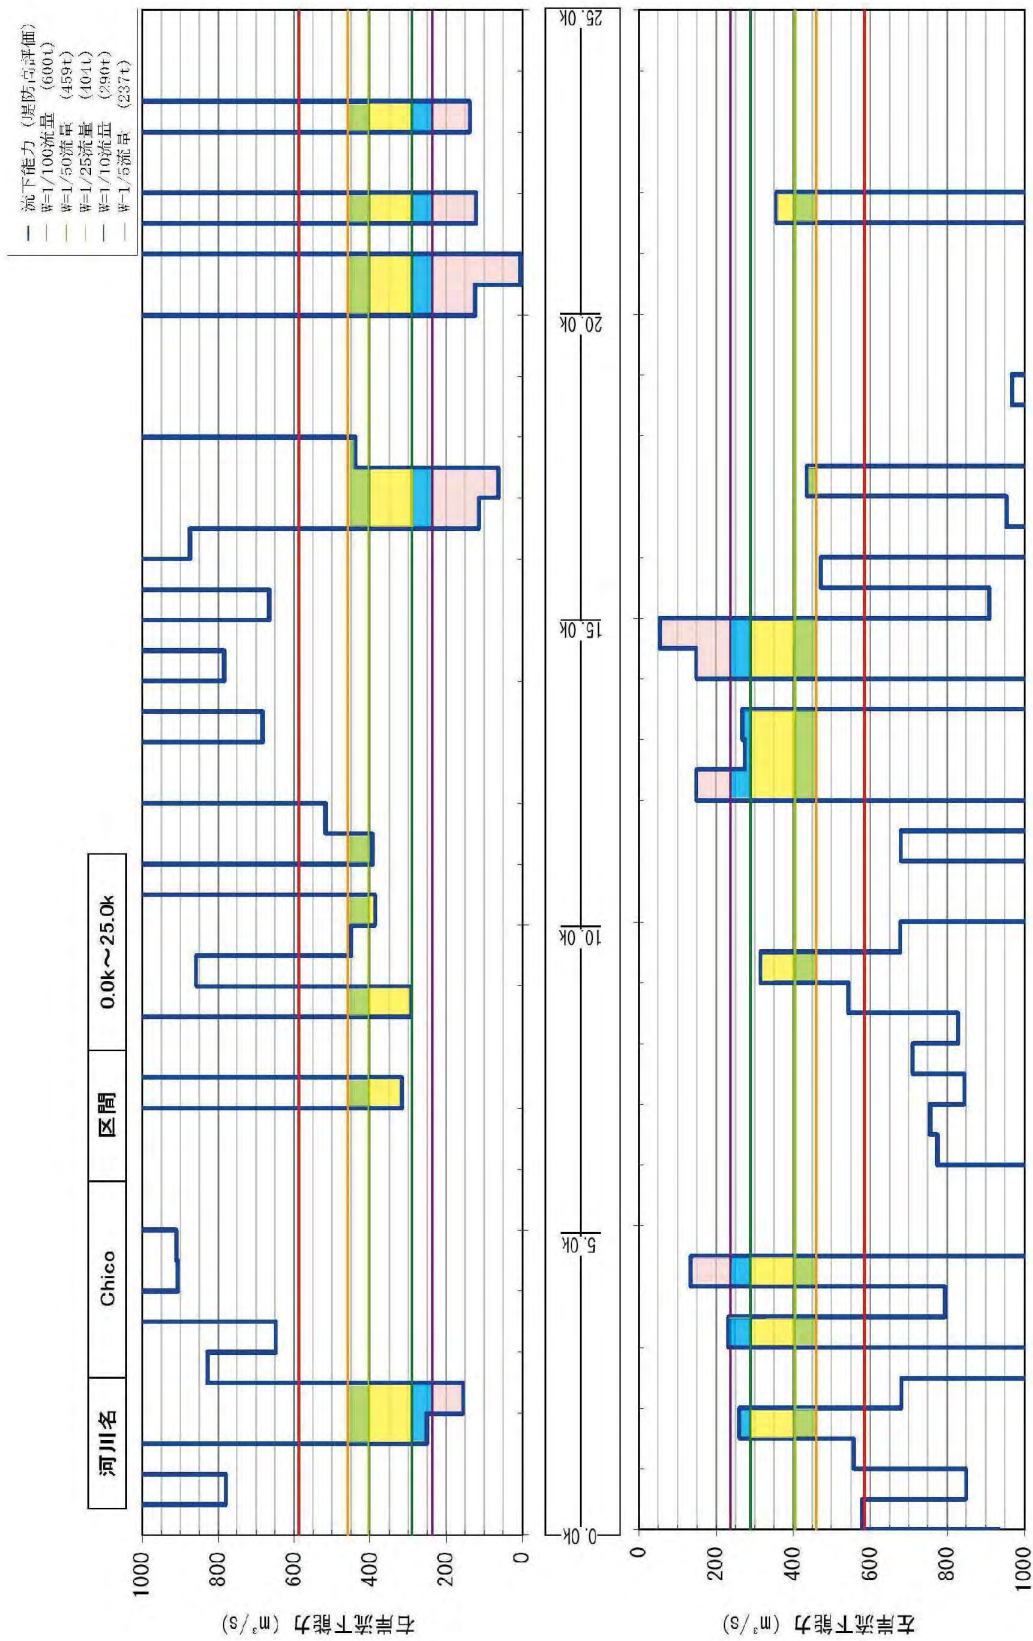 河川名
Chico
区間
0.0k～25.0k
流下能力 (堤防高評価)
W=1/100流量 (600t)
W=1/50流量 (459t)
W=1/25流量 (404t)
W=1/10流量 (290t)
W=1/5流量 (237t)
右岸流下能力 (m³/s)
1000
800
600
400
200
0
0.0k
5.0k
10.0k
15.0k
20.0k
25.0k
左岸流下能力 (m³/s)
0
200
400
600
800
1000